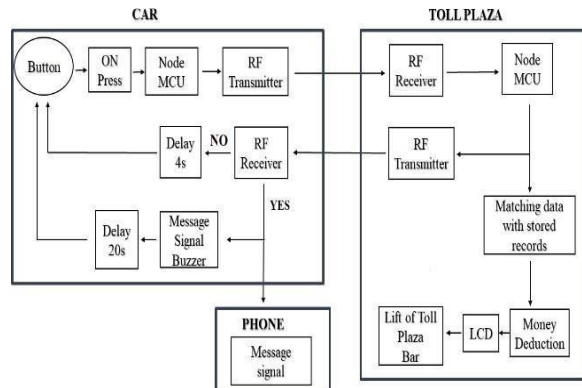 CAR
TOLL PLAZA
Button
ON
Press
Node
MCU
RF
Transmitter
RF
Receiver
Node
MCU
Delay
4s
NO
RF
Receiver
RF
Transmitter
YES
Delay
20s
Message
Signal
Buzzer
Matching data
with stored
records
PHONE
Message
signal
Lift of Toll
Plaza
Bar
LCD
Money
Deduction